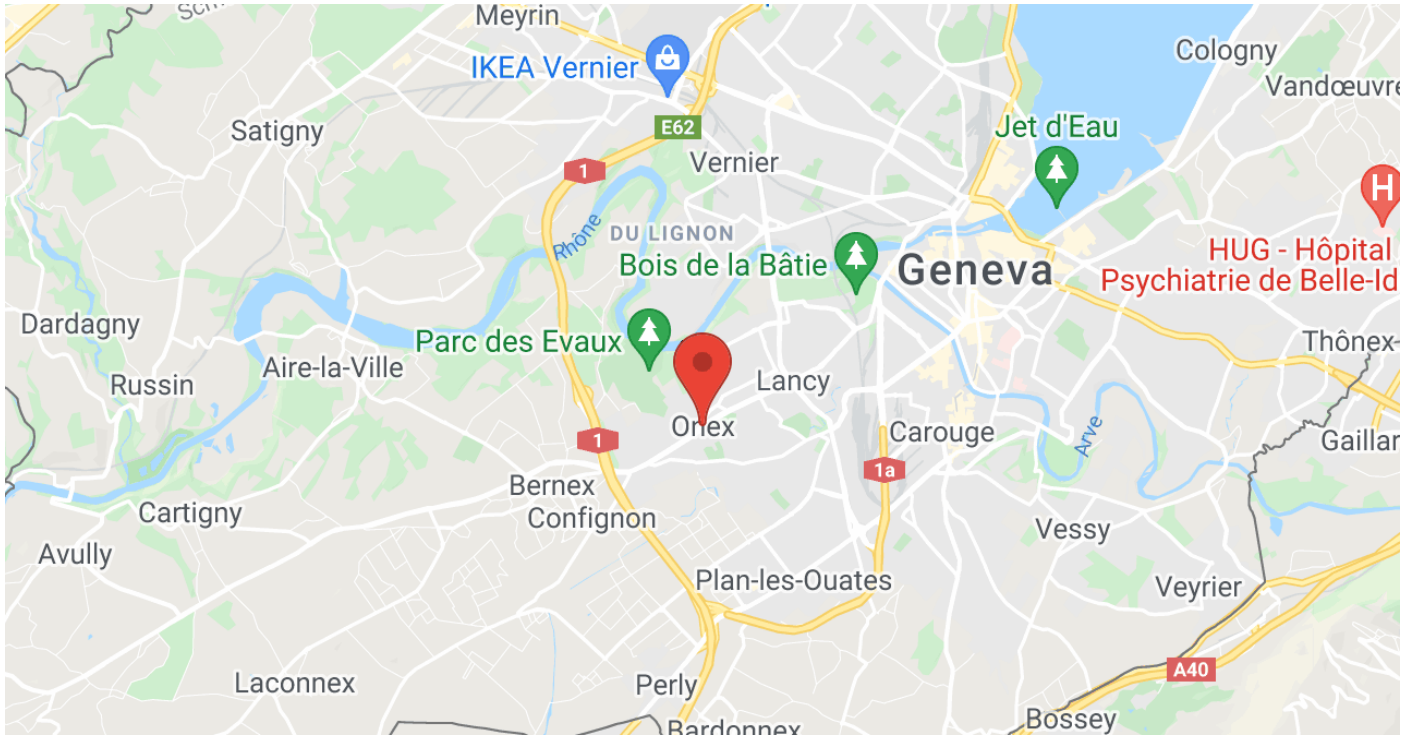 Meyrin
Cologny
IKEA Vernier
Vandœuvre
E62
Jet d'Eau
Satigny
Vernier
1
H
Rhône
DU LIGNON
HUG - Hôpital
Psychiatrie de Belle-Id
Bois de la Bâtie
Geneva
Dardagny
Parc des Evaux
Thônex-
Aire-la-Ville
Russin
Lancy
Onex
Carouge
Arve
Gaillar
1
1a
Bernex
Confignon
Cartigny
Vessy
Avully
Plan-les-Ouates
Veyrier
A40
Laconnex
Perly
Bossey
Bardonnex